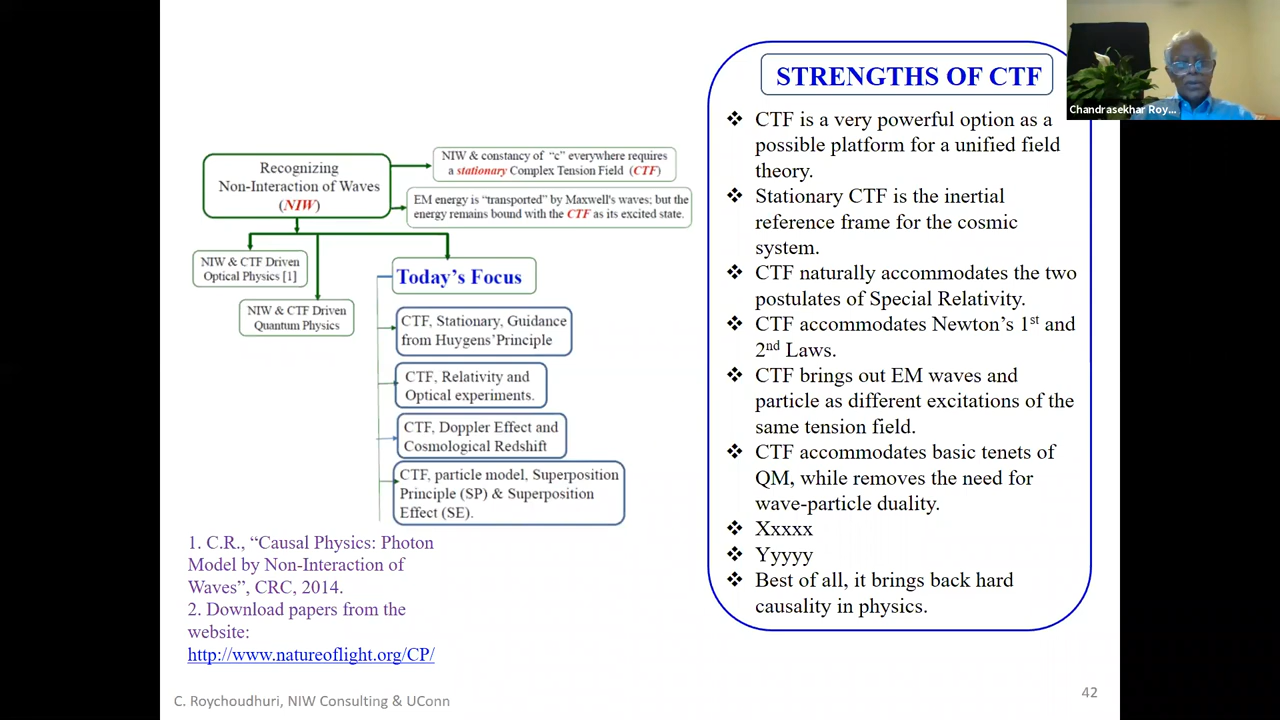 Recognizing
Non-Interaction of Waves
(NIW)
NIW & constancy of “c” everywhere requires
a stationary Complex Tension Field (CTF)
EM energy is “transported” by Maxwell's waves; but the
energy remains bound with the CTF as its excited state.
NIW & CTF Driven
Optical Physics [1]
NIW & CTF Driven
Quantum Physics
Today’s Focus
CTF, Stationary, Guidance
from Huygens’Principle
CTF, Relativity and
Optical experiments.
CTF, Doppler Effect and
Cosmological Redshift
CTF, particle model, Superposition
Principle (SP) & Superposition
Effect (SE).
1. C.R., “Causal Physics: Photon
Model by Non-Interaction of
Waves”, CRC, 2014.
2. Download papers from the
website:
http://www.natureoflight.org/CP/
STRENGTHS OF CTF
❖ CTF is a very powerful option as a
possible platform for a unified field
theory.
❖ Stationary CTF is the inertial
reference frame for the cosmic
system.
❖ CTF naturally accommodates the two
postulates of Special Relativity.
❖ CTF accommodates Newton’s 1st and
2nd Laws.
❖ CTF brings out EM waves and
particle as different excitations of the
same tension field.
❖ CTF accommodates basic tenets of
QM, while removes the need for
wave-particle duality.
❖ Xxxxx
❖ Yyyyy
❖ Best of all, it brings back hard
causality in physics.
Chandrasekhar Roy...
C. Roychoudhuri, NIW Consulting & UConn
42